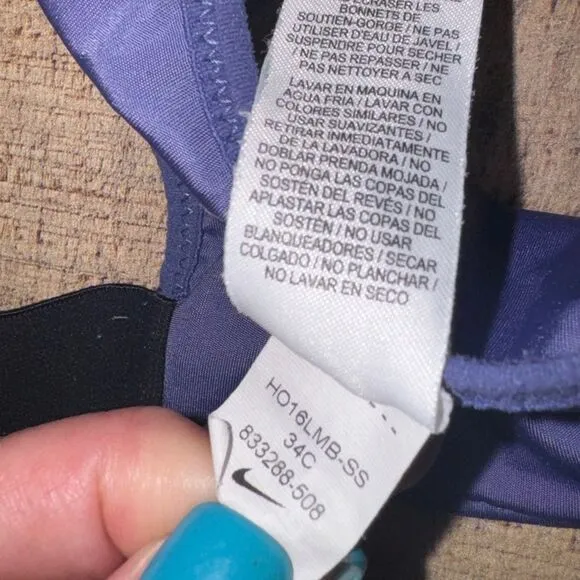 ÉCRASER LES
BONNETS DE
SOUTIEN-GORGE / NE PAS
UTILISER D'EAU DE JAVEL /
SUSPENDRE POUR SÉCHER
/ NE PAS REPASSER / NE
PAS NETTOYER A SEC
LAVAR EN MAQUINA EN
AGUA FRIA / LAVAR CON
COLORES SIMILARES / NO
USAR SUAVIZANTES /
RETIRAR INMEDIATAMENTE
DE LA LAVADORA / NO
DOBLAR PRENDA MOJADA /
NO PONGA LAS COPAS DEL
SOSTÉN DEL REVÉS / NO
APLASTAR LAS COPAS DEL
SOSTÉN / NO USAR
BLANQUEADORES / SECAR
COLGADO / NO PLANCHAR /
NO LAVAR EN SECO
HO16LMB-SS
34C
833288-508